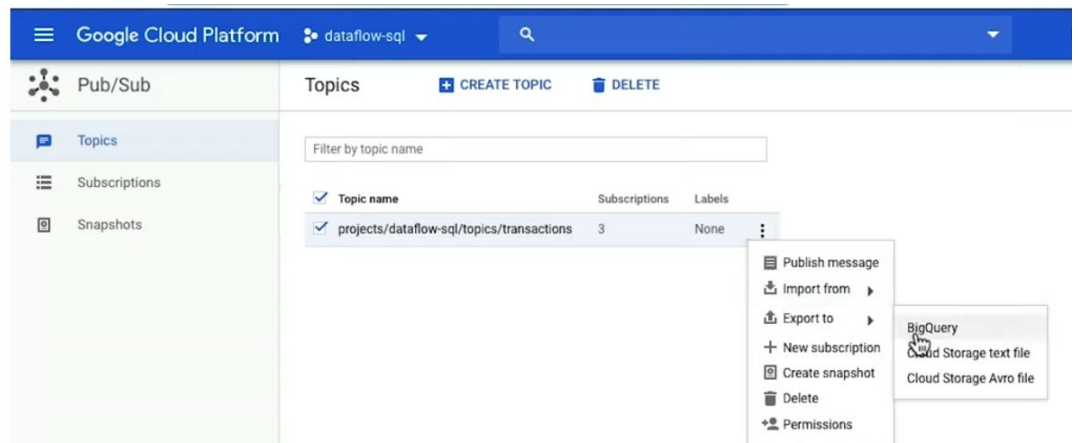 Google Cloud Platform dataflow-sql
Pub/Sub Topics CREATE TOPIC DELETE
Topics
Subscriptions
Snapshots
Filter by topic name
Topic name Subscriptions Labels
projects/dataflow-sql/topics/transactions 3 None
Publish message
Import from
Export to
New subscription
Create snapshot
Delete
Permissions
BigQuery
Cloud Storage text file
Cloud Storage Avro file